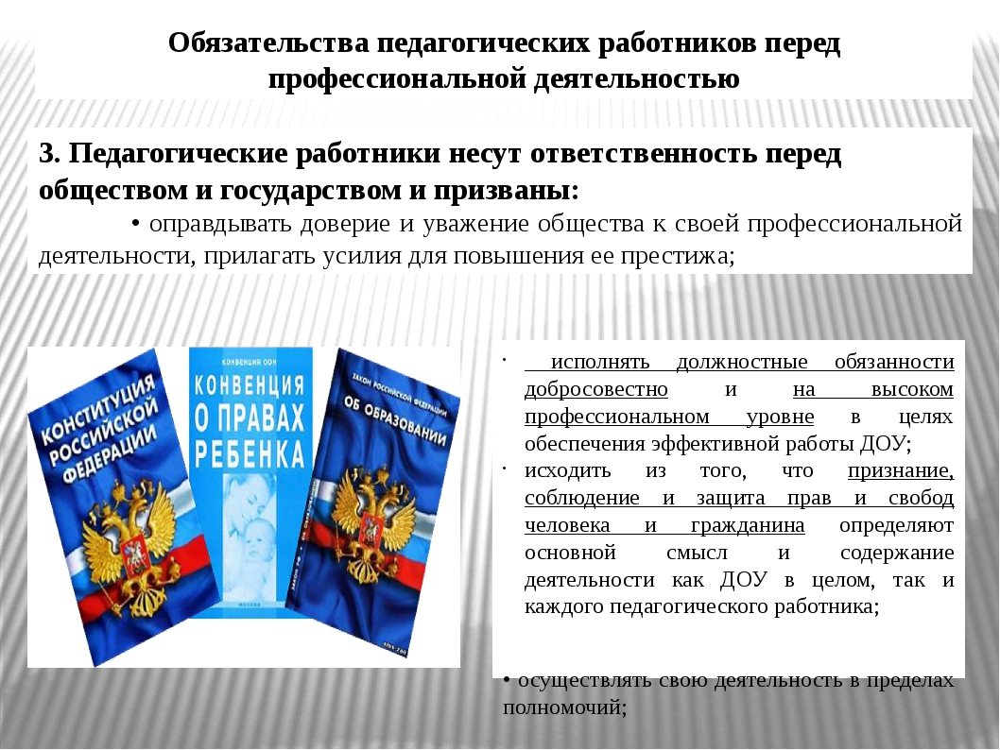 Обязательства педагогических работников перед
профессиональной деятельностью
3. Педагогические работники несут ответственность перед
обществом и государством и призваны:
• оправдывать доверие и уважение общества к своей профессиональной
деятельности, прилагать усилия для повышения ее престижа;
КОНСТИТУЦИЯ
РОССИЙСКОЙ
ФЕДЕРАЦИИ
КОНВЕНЦИЯ ООН
КОНВЕНЦИЯ
О ПРАВАХ
РЕБЕНКА
МОСКВА
ЗАКОН РОССИЙСКОЙ ФЕДЕРАЦИИ
ОБ ОБРАЗОВАНИИ
· исполнять должностные обязанности
добросовестно и на высоком
профессиональном уровне в целях
обеспечения эффективной работы ДОУ;
· исходить из того, что признание,
соблюдение и защита прав и свобод
человека и гражданина определяют
основной смысл и содержание
деятельности как ДОУ в целом, так и
каждого педагогического работника;
• осуществлять свою деятельность в пределах
полномочий;